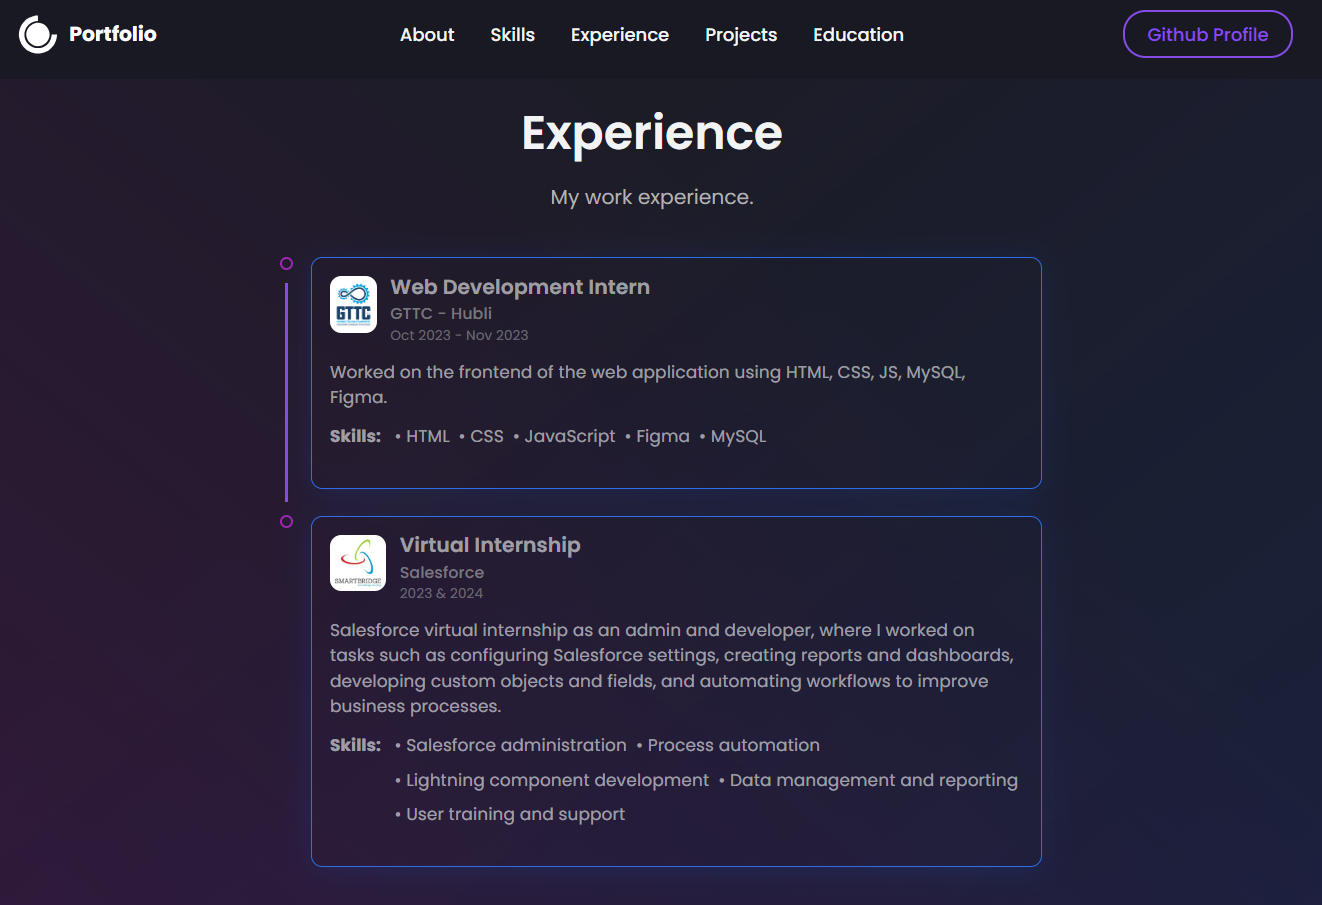 Portfolio
About Skills Experience Projects Education
Github Profile
Experience
My work experience.
GTTC
Web Development Intern
GTTC - Hubli
Oct 2023 - Nov 2023
Worked on the frontend of the web application using HTML, CSS, JS, MySQL,
Figma.
Skills: • HTML • CSS • JavaScript • Figma • MySQL
SMARTBRIDGE
Virtual Internship
Salesforce
2023 & 2024
Salesforce virtual internship as an admin and developer, where I worked on
tasks such as configuring Salesforce settings, creating reports and dashboards,
developing custom objects and fields, and automating workflows to improve
business processes.
Skills: • Salesforce administration • Process automation
• Lightning component development • Data management and reporting
• User training and support